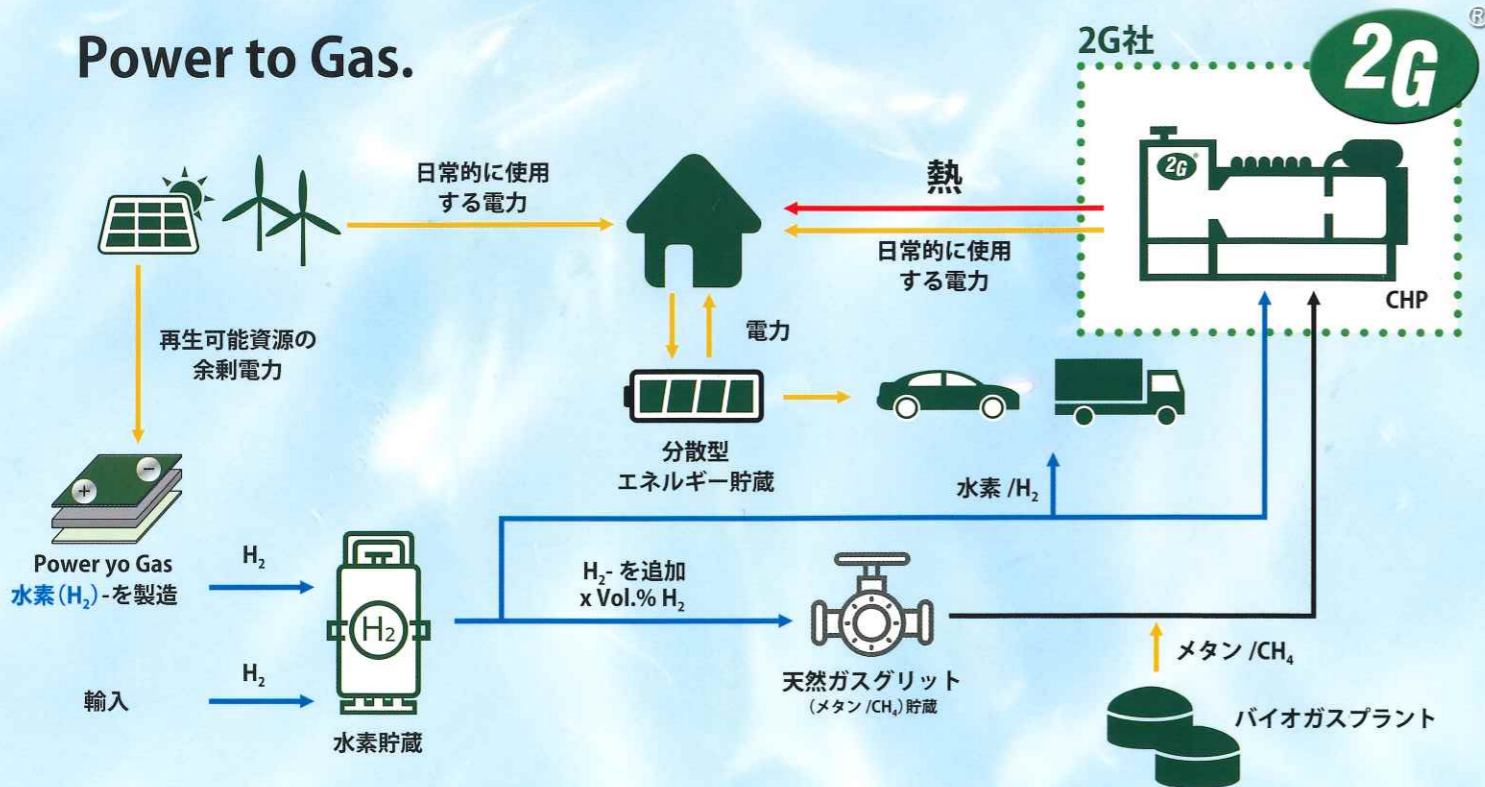 Power to Gas.
2G社
2G
®
2G
CHP
日常的に使用
する電力
熱
日常的に使用
する電力
再生可能資源の
余剰電力
電力
分散型
エネルギー貯蔵
水素 /H₂
Power yo Gas
水素(H₂)-を製造
H₂
輸入
H₂
H₂
水素貯蔵
H₂- を追加
x Vol.% H₂
天然ガスグリット
(メタン /CH₄) 貯蔵
メタン /CH₄
バイオガスプラント